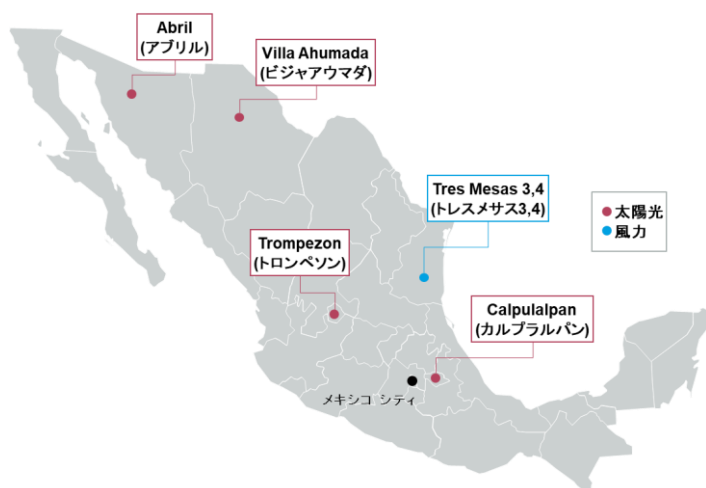 Abril
(アブリル)
Villa Ahumada
(ビジャアウマダ)
Tres Mesas 3,4
(トレスメサス3,4)
太陽光
風力
Trompezon
(トロンペソン)
Calpulalpan
(カルプラルパン)
メキシコ シティ